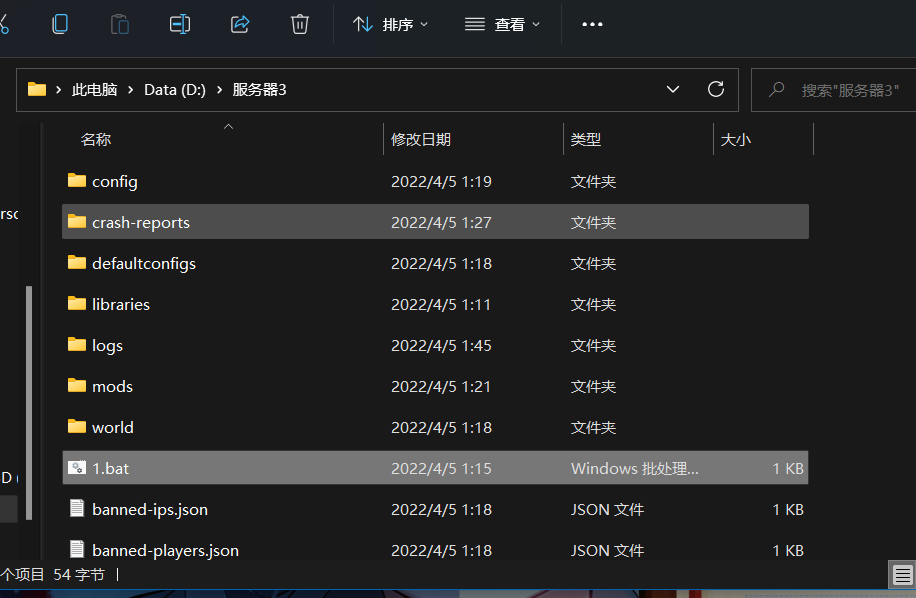 排序 查看
此电脑 Data (D:) 服务器3 搜索"服务器3"
名称 修改日期 类型 大小
config 2022/4/5 1:19 文件夹
crash-reports 2022/4/5 1:27 文件夹
defaultconfigs 2022/4/5 1:18 文件夹
libraries 2022/4/5 1:11 文件夹
logs 2022/4/5 1:45 文件夹
mods 2022/4/5 1:21 文件夹
world 2022/4/5 1:18 文件夹
1.bat 2022/4/5 1:15 Windows 批处理... 1 KB
banned-ips.json 2022/4/5 1:18 JSON 文件 1 KB
banned-players.json 2022/4/5 1:18 JSON 文件 1 KB
个项目 54 字节